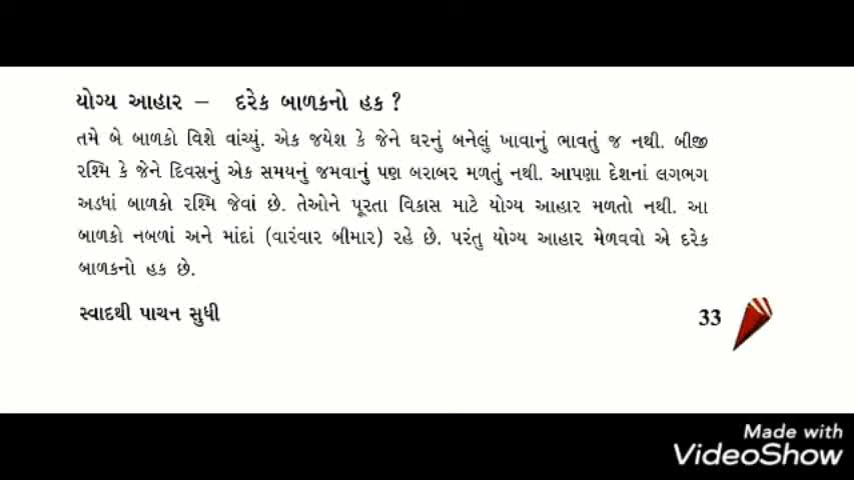 યોગ્ય આહાર – દરેક બાળકનો હક ?
તમે બે બાળકો વિશે વાંચ્યું. એક જયેશ કે જેને ઘરનું બનેલું ખાવાનું ભાવતું જ નથી. બીજી
રશ્મિ કે જેને દિવસનું એક સમયનું જમવાનું પણ બરાબર મળતું નથી. આપણા દેશનાં લગભગ
અડધાં બાળકો રશ્મિ જેવાં છે. તેઓને પૂરતા વિકાસ માટે યોગ્ય આહાર મળતો નથી. આ
બાળકો નબળાં અને માંદાં (વારંવાર બીમાર) રહે છે. પરંતુ યોગ્ય આહાર મેળવવો એ દરેક
બાળકનો હક છે.
સ્વાદથી પાચન સુધી 33
Made with
VideoShow